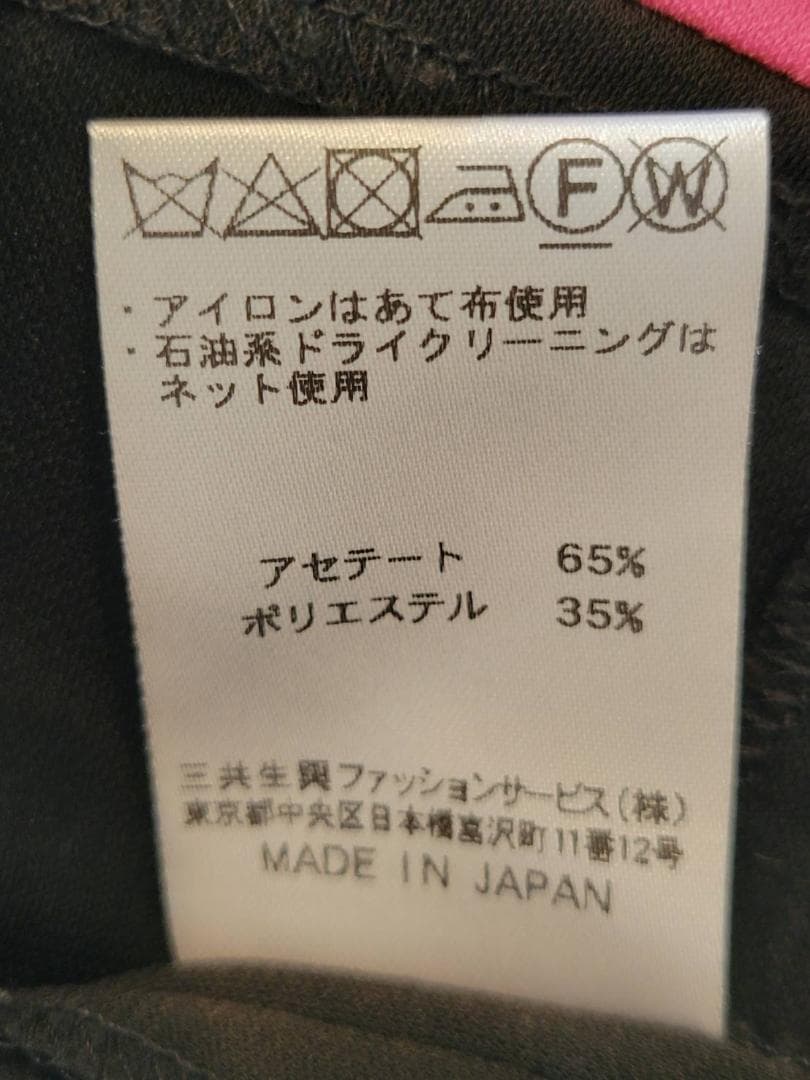 F W
・アイロンはあて布使用
・石油系ドライクリーニングは
ネット使用
アセテート 65%
ポリエステル 35%
三共生興ファッションサービス(株)
東京都中央区日本橋富沢町11番12号
MADE IN JAPAN